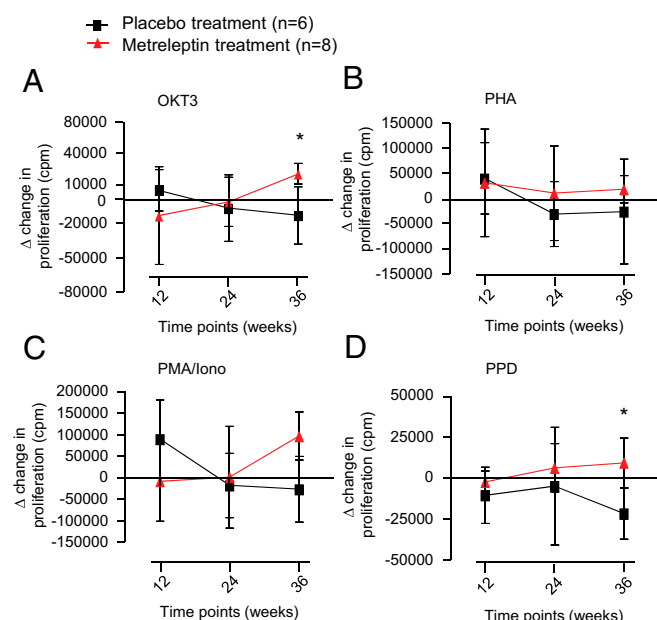 Placebo treatment (n=6)
Metreleptin treatment (n=8)
A
OKT3
Δ change in
proliferation (cpm)
80000
40000
10000
0
-20000
-50000
-80000
*
12
24
36
Time points (weeks)
B
PHA
Δ change in
proliferation (cpm)
150000
100000
50000
0
-50000
-100000
-150000
12
24
36
Time points (weeks)
C
PMA/Iono
Δ change in
proliferation (cpm)
200000
150000
100000
50000
0
-50000
-100000
-150000
12
24
36
Time points (weeks)
D
PPD
Δ change in
proliferation (cpm)
50000
25000
0
-25000
-50000
*
12
24
36
Time points (weeks)